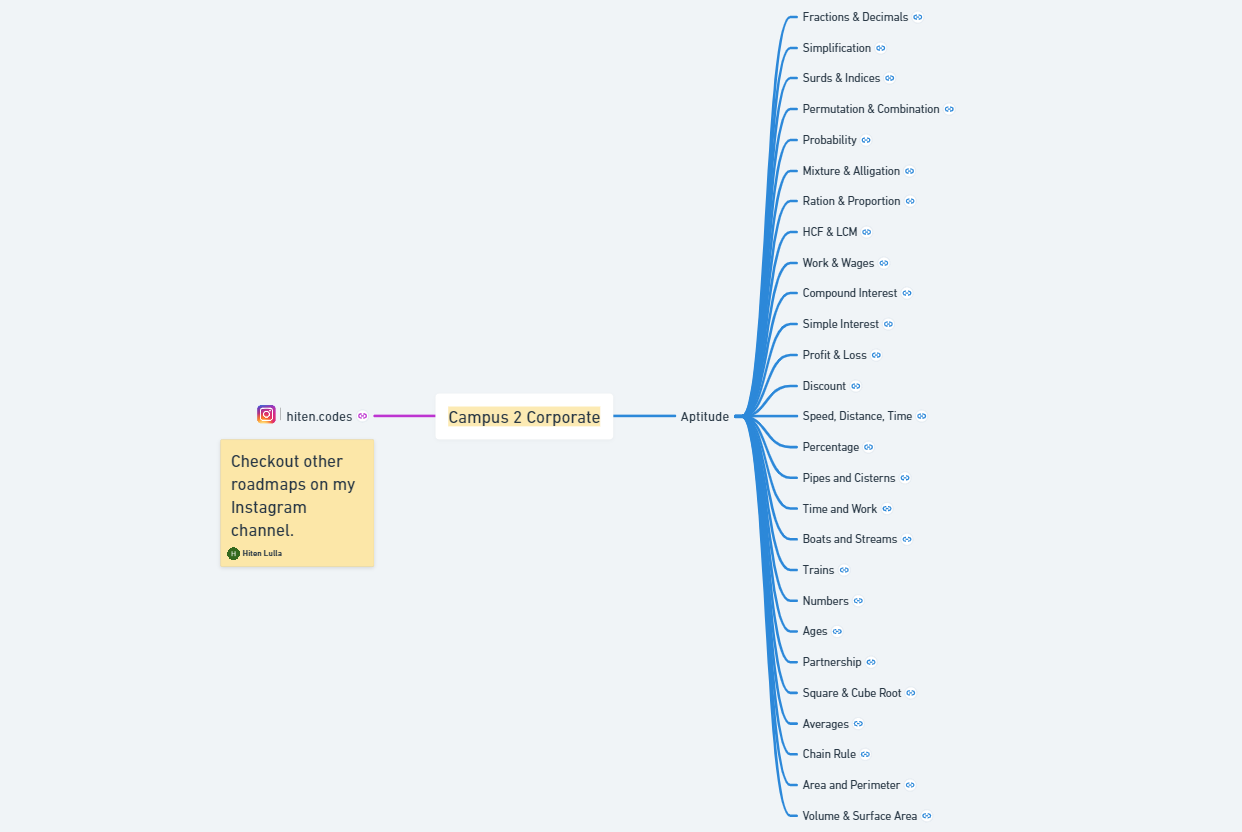 hiten.codes
Checkout other
roadmaps on my
Instagram
channel.
H
Hiten Lulla
Campus 2 Corporate
Aptitude
Fractions & Decimals
Simplification
Surds & Indices
Permutation & Combination
Probability
Mixture & Alligation
Ration & Proportion
HCF & LCM
Work & Wages
Compound Interest
Simple Interest
Profit & Loss
Discount
Speed, Distance, Time
Percentage
Pipes and Cisterns
Time and Work
Boats and Streams
Trains
Numbers
Ages
Partnership
Square & Cube Root
Averages
Chain Rule
Area and Perimeter
Volume & Surface Area